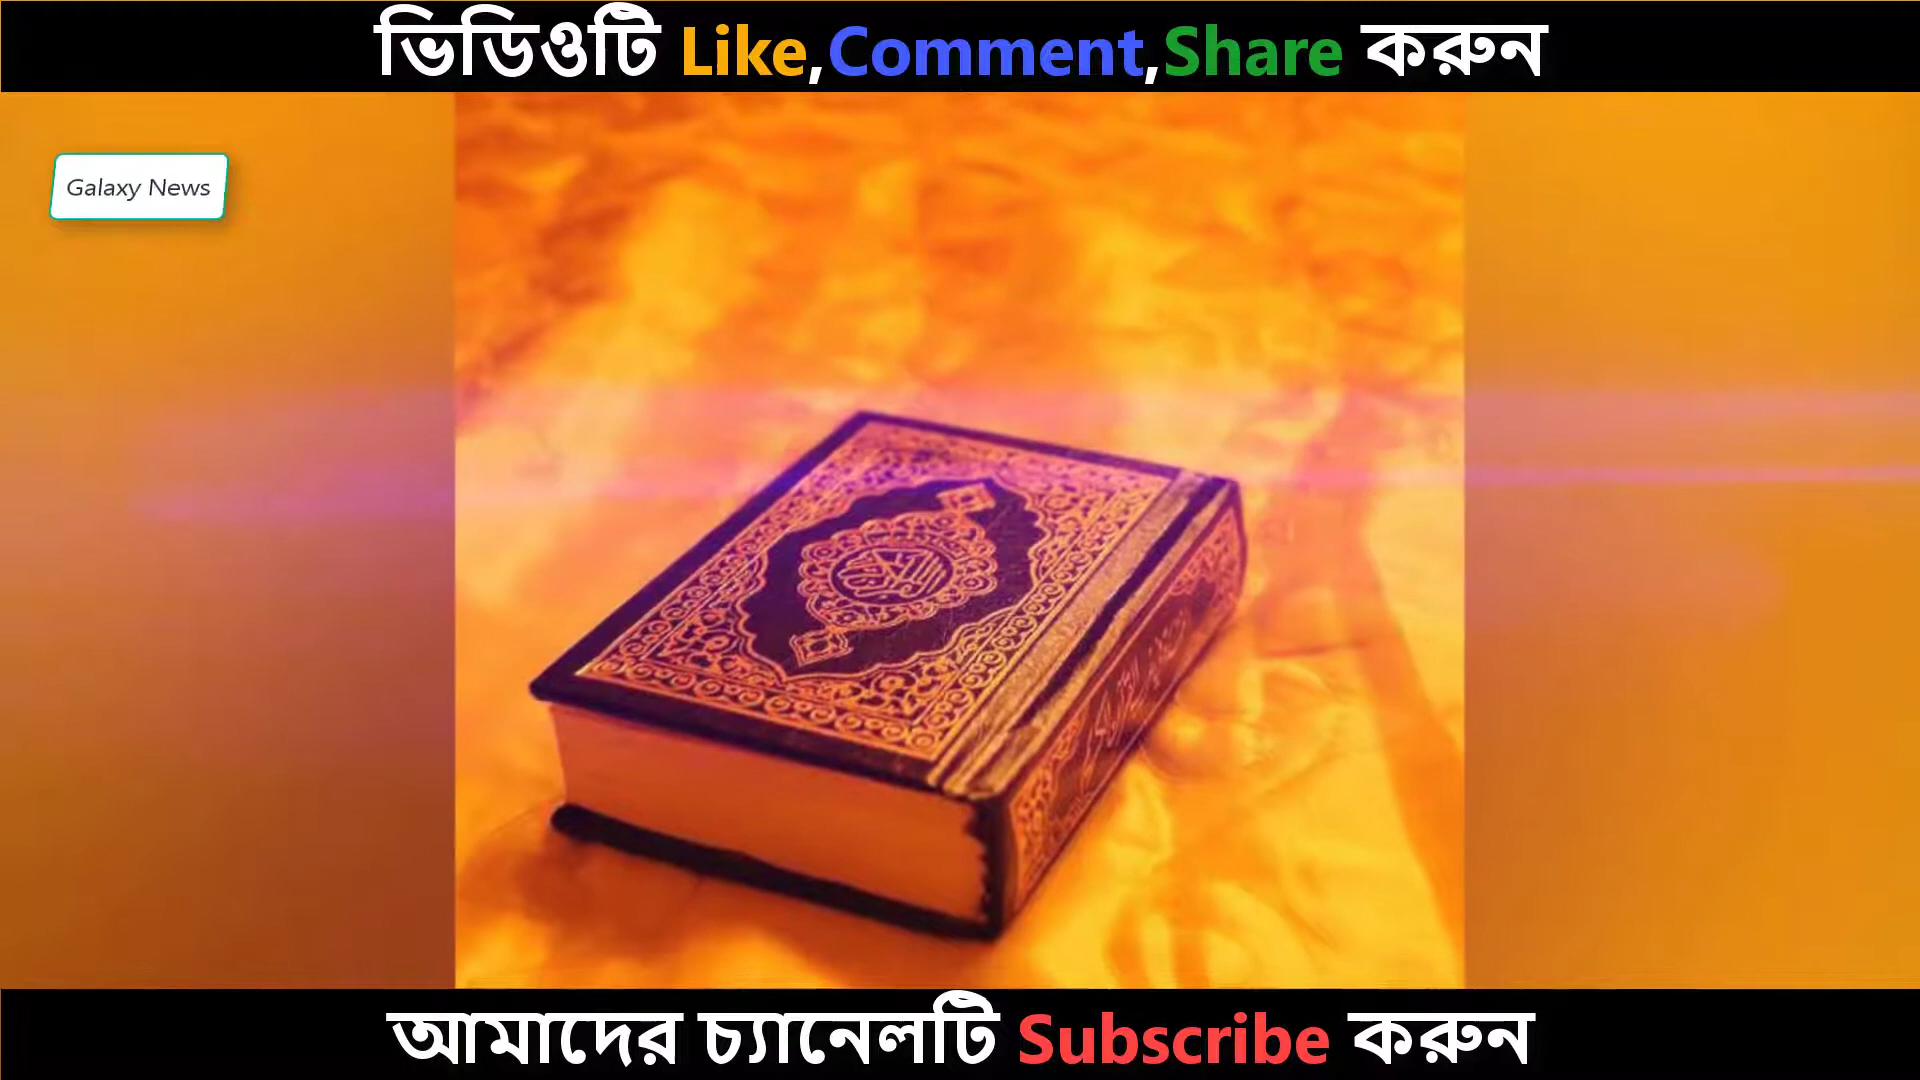 ভিডিওটি Like,Comment,Share করুন
Galaxy News
আমাদের চ্যানেলটি Subscribe করুন